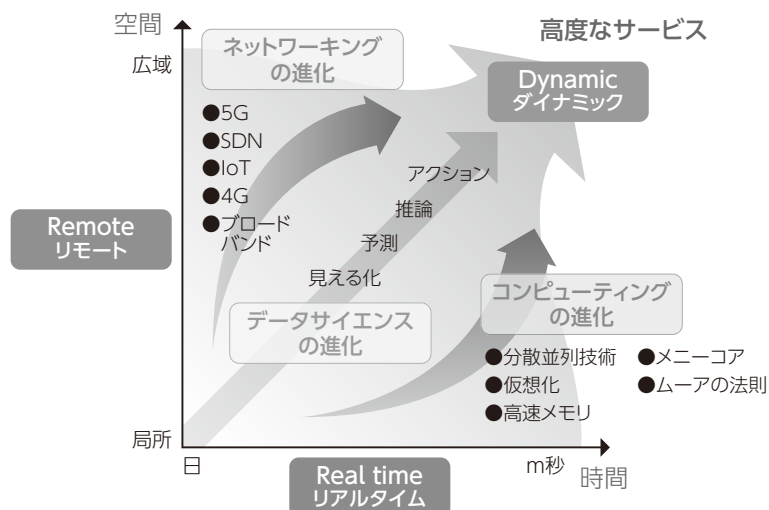 空間
高度なサービス
広域
ネットワーキング
の進化
Dynamic
ダイナミック
●5G
●SDN
●IoT
●4G
●ブロード
バンド
アクション
推論
予測
見える化
Remote
リモート
データサイエンス
の進化
コンピューティング
の進化
●分散並列技術
●仮想化
●高速メモリ
●メニーコア
●ムーアの法則
局所
日
m秒
時間
Real time
リアルタイム